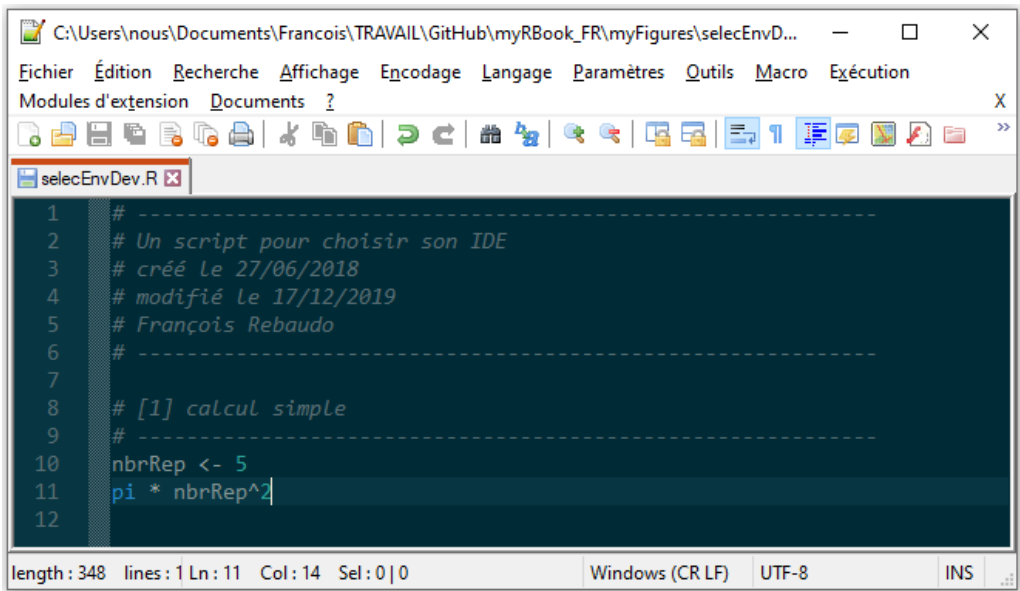 C:\Users\nous\Documents\Francois\TRAVAIL\GitHub\myRBook_FR\myFigures\selecEnvD...
Fichier Édition Recherche Affichage Encodage Langage Paramètres Outils Macro Exécution
Modules d'extension Documents ? X
selecEnvDev.R
1 # ------------------------------------------------------------
2 # Un script pour choisir son IDE
3 # créé le 27/06/2018
4 # modifié le 17/12/2019
5 # François Rebaudo
6 # ------------------------------------------------------------
7
8 # [1] calcul simple
9 # ------------------------------------------------------------
10 nbrRep <- 5
11 pi * nbrRep^2
12
length : 348 lines : 1 Ln : 11 Col : 14 Sel : 0 | 0 Windows (CR LF) UTF-8 INS